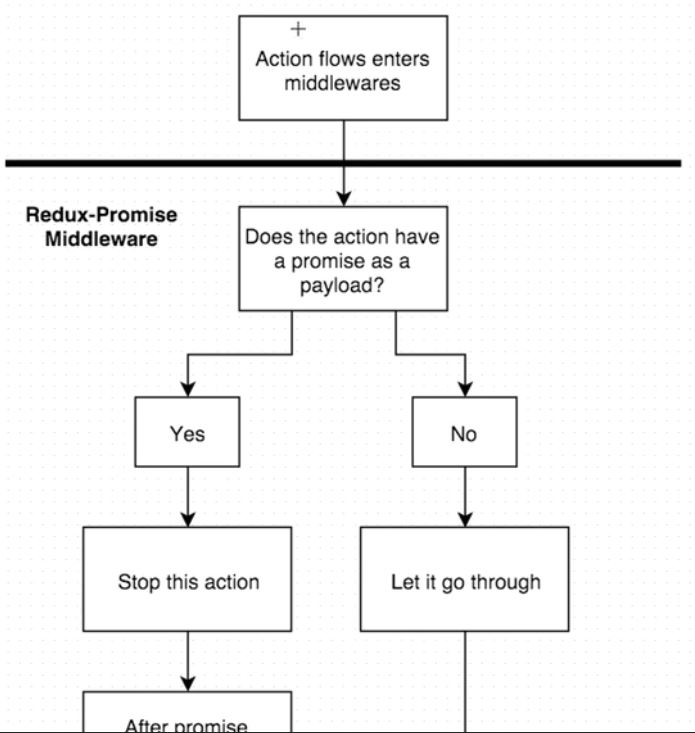 Action flows enters
middlewares
Redux-Promise
Middleware
Does the action have
a promise as a
payload?
Yes
No
Stop this action
Let it go through
After promise